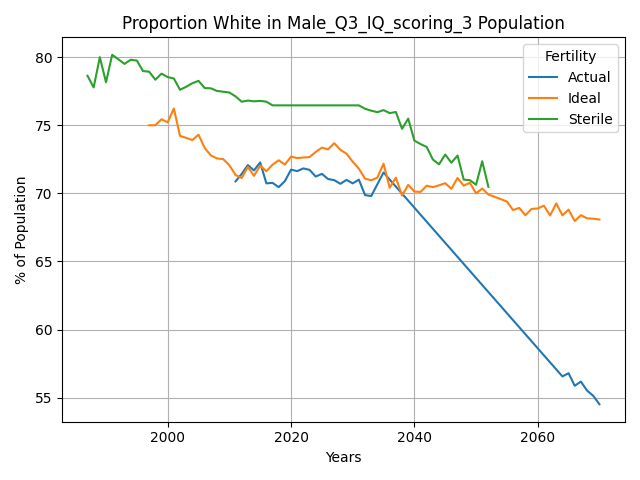 Proportion White in Male_Q3_IQ_scoring_3 Population
% of Population
80
75
70
65
60
55
Fertility
Actual
Ideal
Sterile
2000
2020
2040
2060
Years